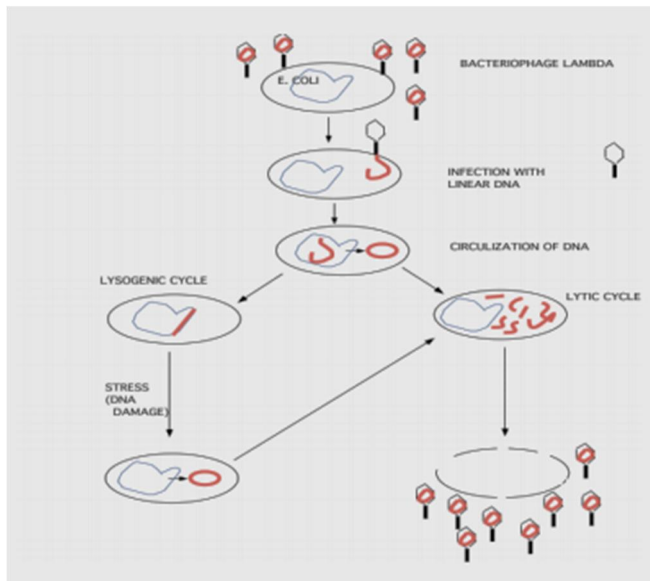 BACTERIOPHAGE LAMBDA
E. COLI
INFECTION WITH
LINEAR DNA
CIRCULIZATION OF DNA
LYSOGENIC CYCLE
LYTIC CYCLE
STRESS
(DNA
DAMAGE)